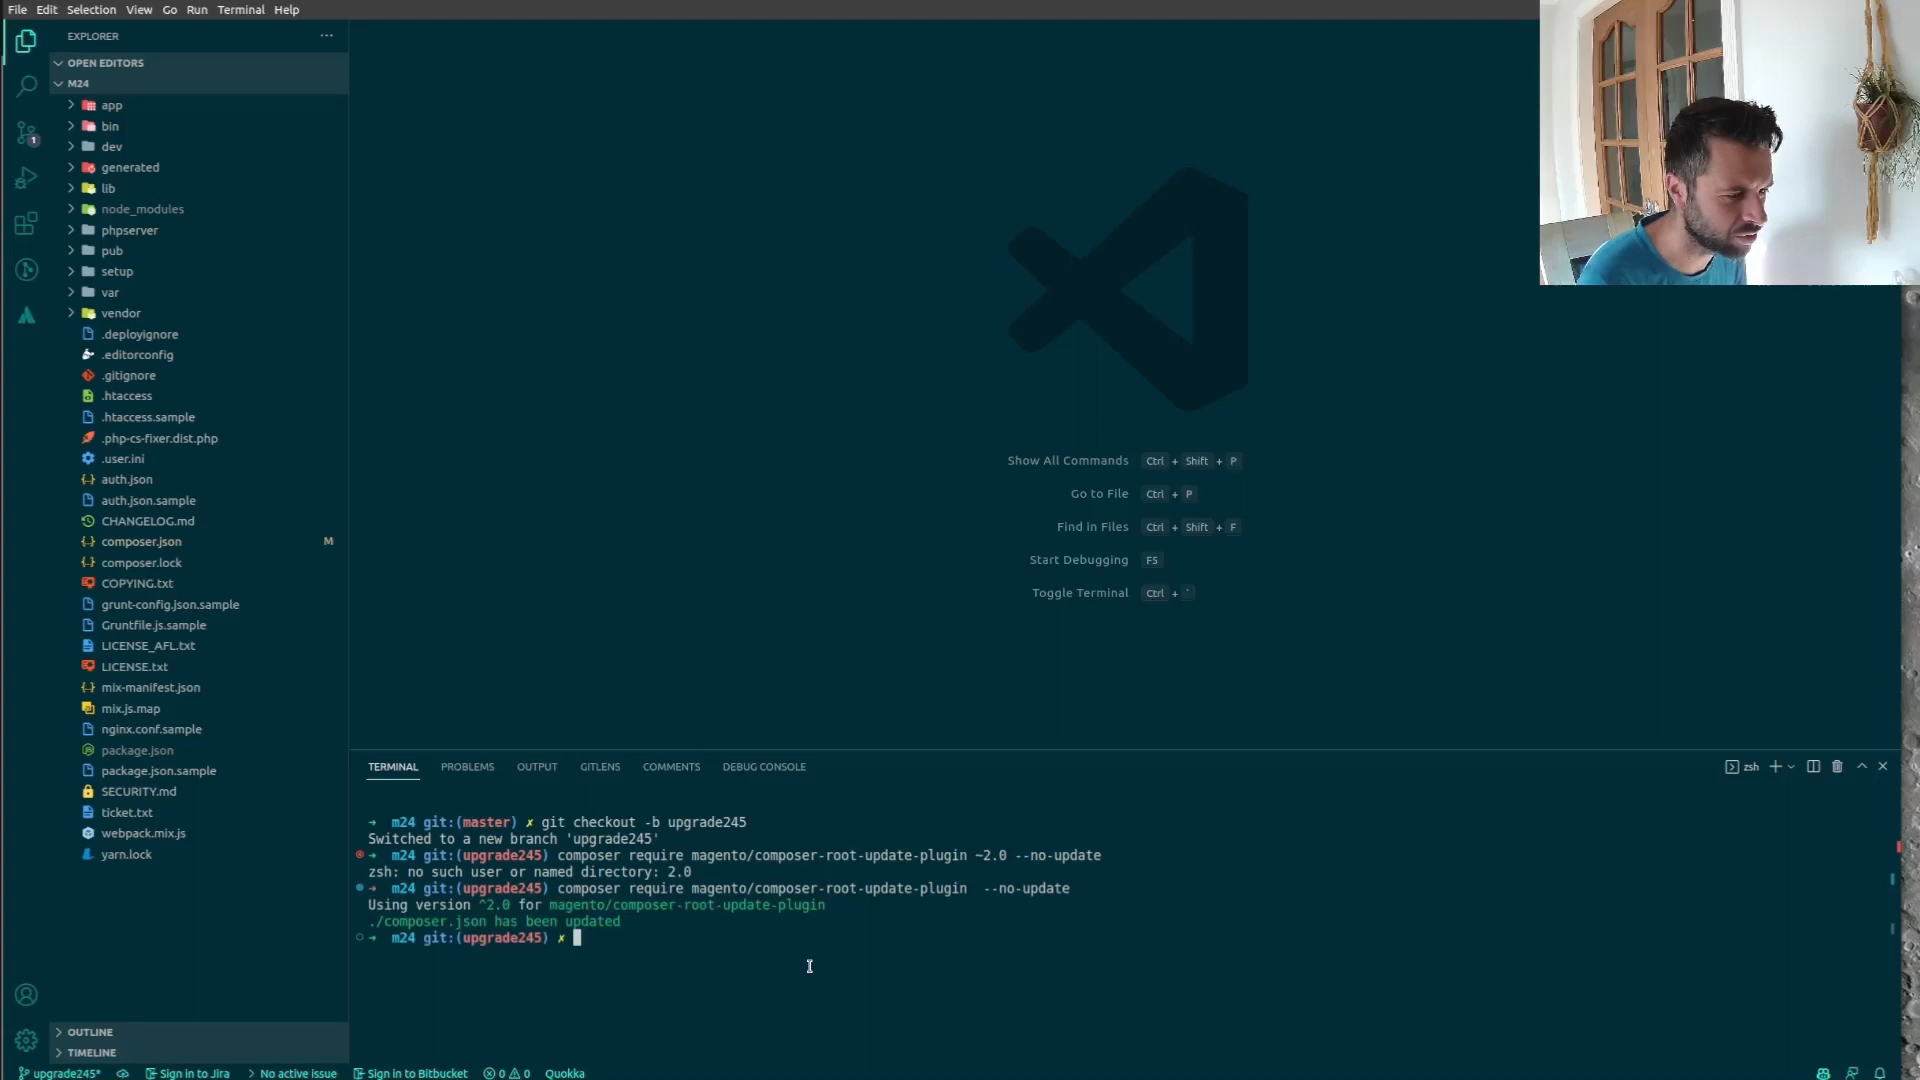 File Edit Selection View Go Run Terminal Help
EXPLORER
OPEN EDITORS
M24
app
bin
dev
generated
lib
node_modules
phpserver
pub
setup
var
vendor
.deployignore
.editorconfig
.gitignore
.htaccess
.htaccess.sample
.php-cs-fixer.dist.php
.user.ini
auth.json
auth.json.sample
CHANGELOG.md
composer.json M
composer.lock
COPYING.txt
grunt-config.json.sample
Gruntfile.js.sample
LICENSE_AFL.txt
LICENSE.txt
mix-manifest.json
mix.js.map
nginx.conf.sample
package.json
package.json.sample
SECURITY.md
ticket.txt
webpack.mix.js
yarn.lock
OUTLINE
TIMELINE
1
Show All Commands Ctrl + Shift + P
Go to File Ctrl + P
Find in Files Ctrl + Shift + F
Start Debugging F5
Toggle Terminal Ctrl + `
TERMINAL PROBLEMS OUTPUT GITLENS COMMENTS DEBUG CONSOLE
zsh
→ m24 git:(master) ✗ git checkout -b upgrade245
Switched to a new branch 'upgrade245'
→ m24 git:(upgrade245) composer require magento/composer-root-update-plugin ~2.0 --no-update
zsh: no such user or named directory: 2.0
→ m24 git:(upgrade245) composer require magento/composer-root-update-plugin  --no-update
Using version ^2.0 for magento/composer-root-update-plugin
./composer.json has been updated
→ m24 git:(upgrade245) ✗
upgrade245* Sign in to Jira No active issue Sign in to Bitbucket 0 0 Quokka